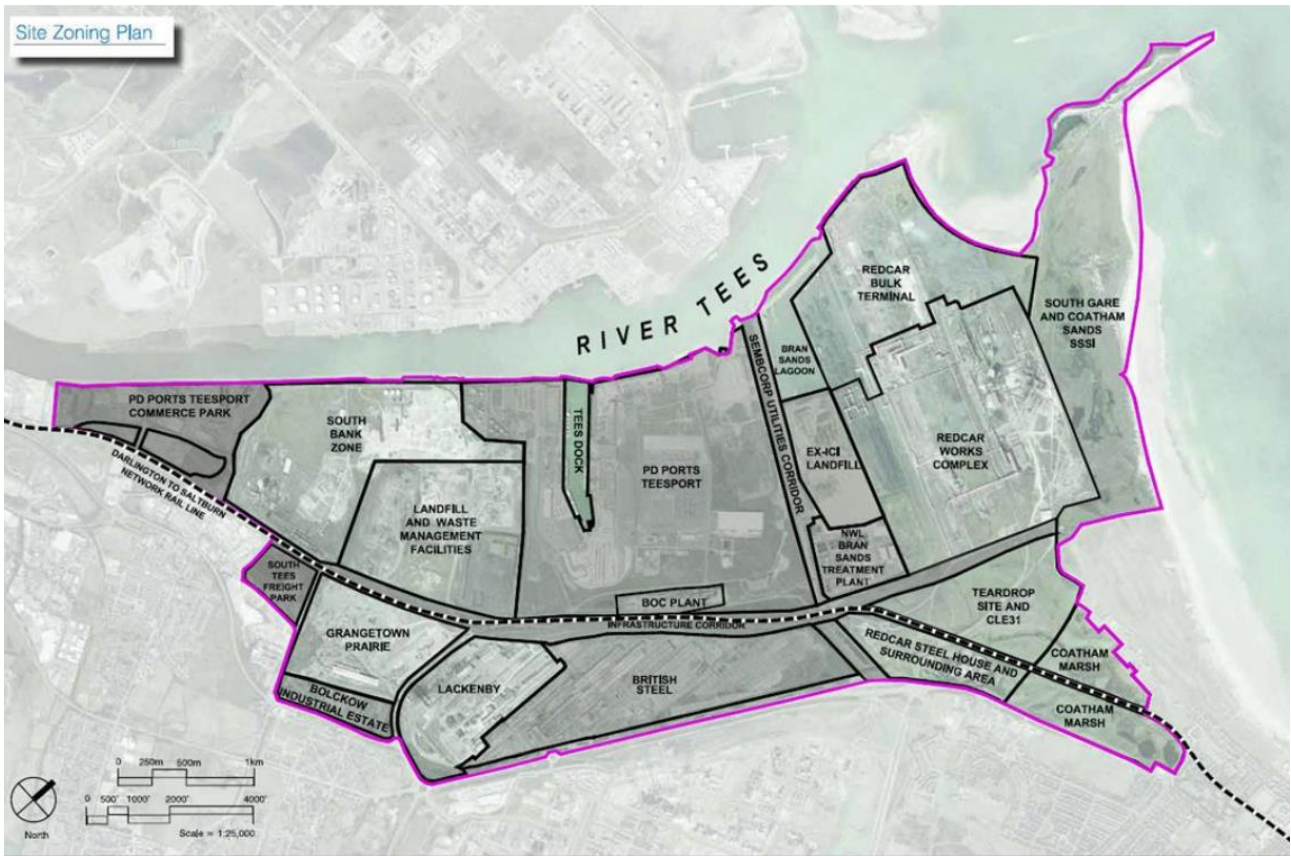 Site Zoning Plan
RIVER TEES
REDCAR
BULK
TERMINAL
SOUTH GARE
AND COATHAM
SANDS
SSSI
BRAN
SANDS
LAGOON
SEMBCORP UTILITIES CORRIDOR
PD PORTS TEESPORT
COMMERCE PARK
SOUTH
BANK
ZONE
TEES DOCK
PD PORTS
TEESPORT
EX-ICI
LANDFILL
REDCAR
WORKS
COMPLEX
DARLINGTON TO SALTBURN
NETWORK RAIL LINE
LANDFILL
AND WASTE
MANAGEMENT
FACILITIES
NWL
BRAN
SANDS
TREATMENT
PLANT
SOUTH
TEES
FREIGHT
PARK
BOC PLANT
INFRASTRUCTURE CORRIDOR
TEARDROP
SITE AND
CLE31
GRANGETOWN
PRAIRIE
REDCAR STEEL HOUSE AND
SURROUNDING AREA
COATHAM
MARSH
BOLCKOW
INDUSTRIAL ESTATE
LACKENBY
BRITISH
STEEL
COATHAM
MARSH
0 250m 500m 1km
0 500' 1000' 2000' 4000'
Scale = 1:25,000
North